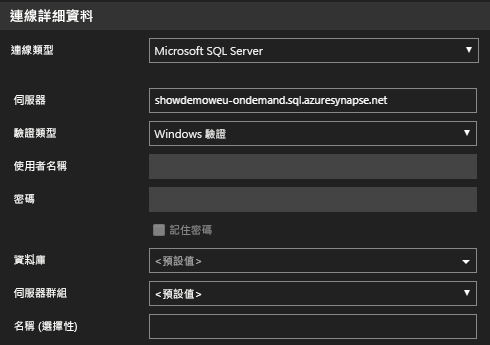 連線詳細資料
連線類型 Microsoft SQL Server
伺服器 showdemoweu-ondemand.sql.azuresynapse.net
驗證類型 Windows 驗證
使用者名稱
密碼
記住密碼
資料庫 <預設值>
伺服器群組 <預設值>
名稱 (選擇性)